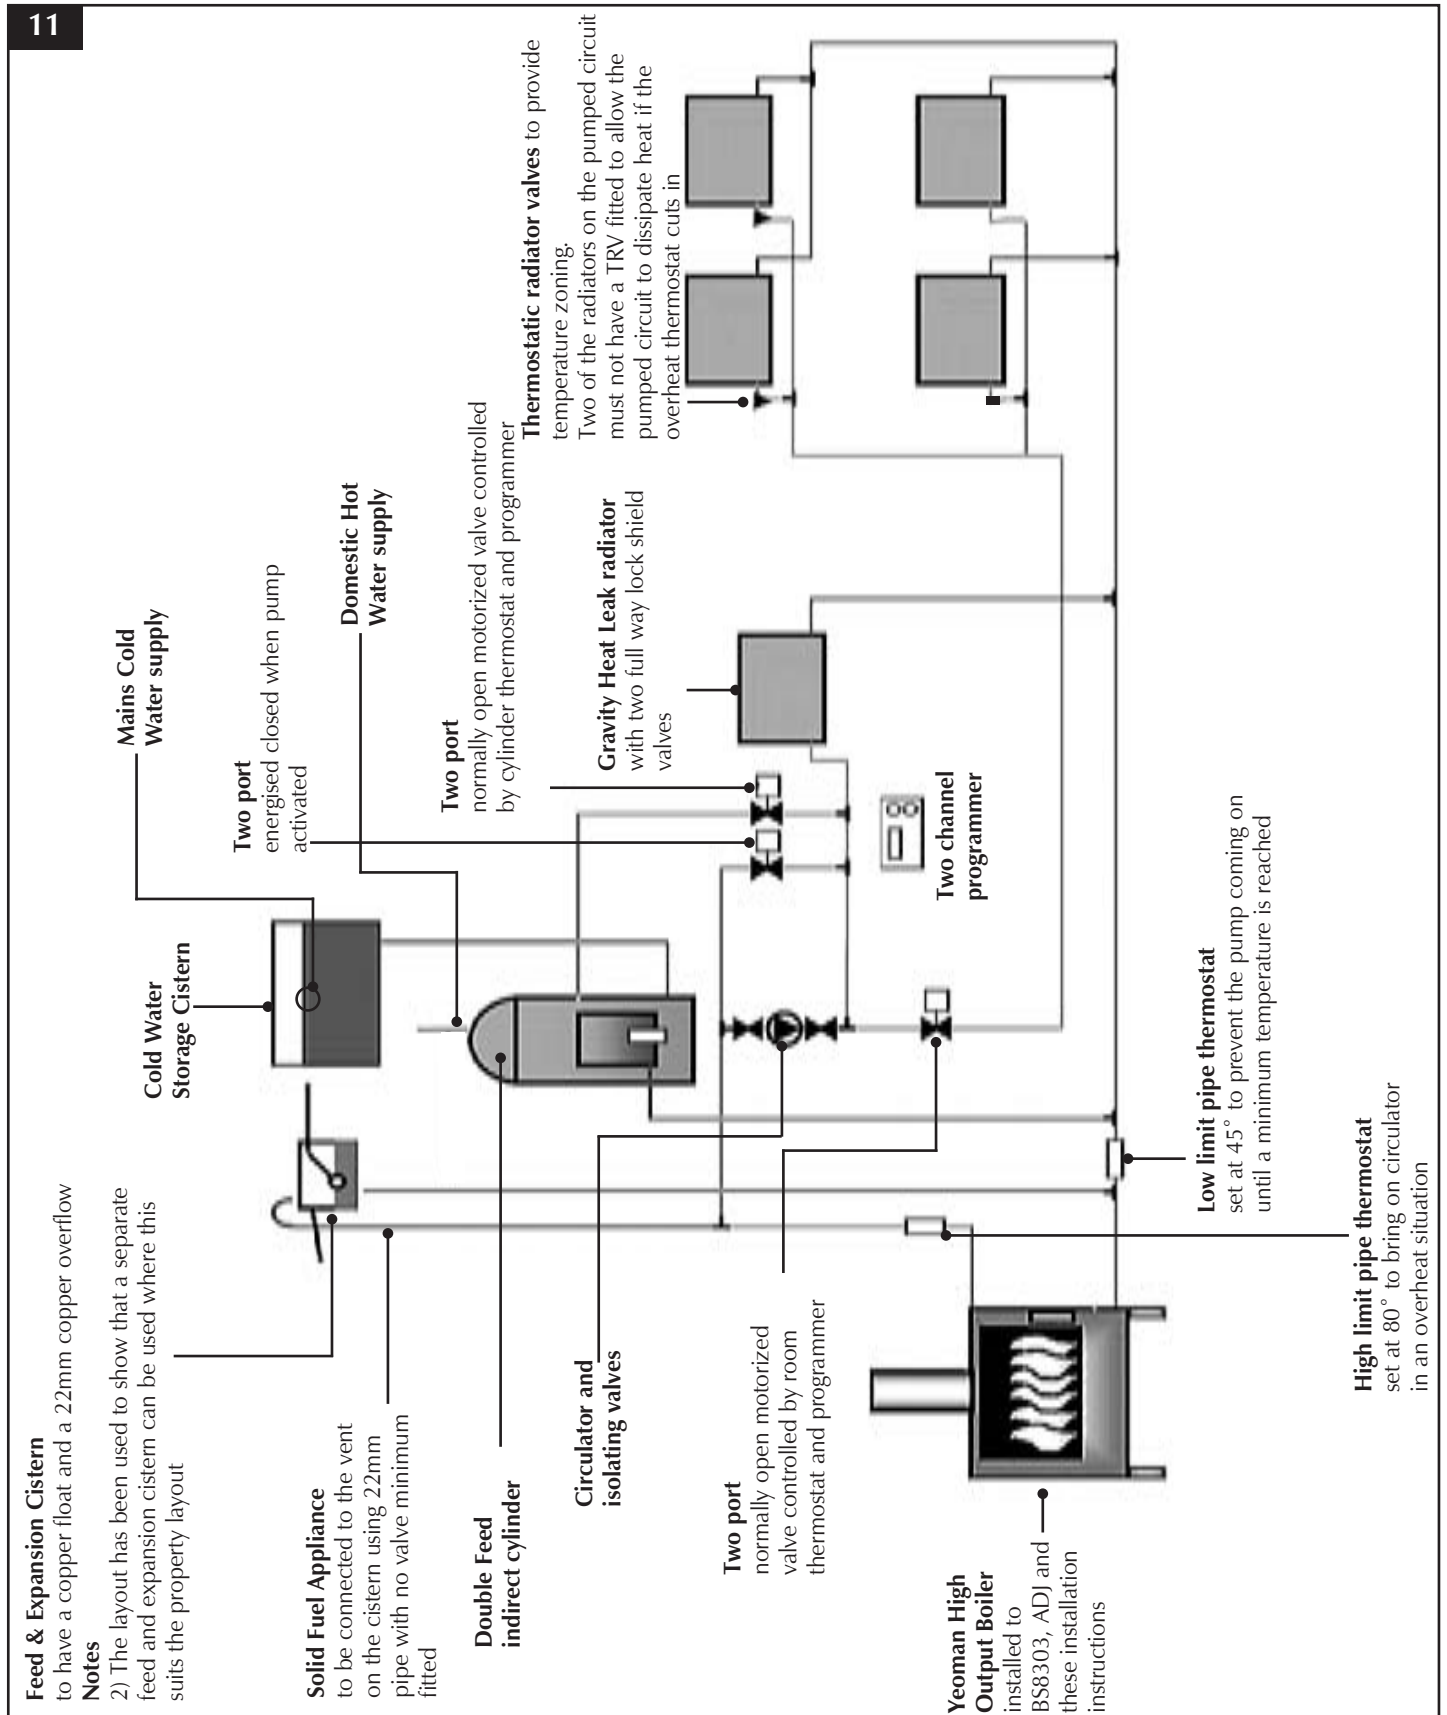 11
Feed & Expansion Cistern
to have a copper float and a 22mm copper overflow
Notes
2) The layout has been used to show that a separate
feed and expansion cistern can be used where this
suits the property layout
Solid Fuel Appliance
to be connected to the vent
on the cistern using 22mm
pipe with no valve minimum
fitted
Double Feed
indirect cylinder
Circulator and
isolating valves
Two port
normally open motorized
valve controlled by room
thermostat and programmer
Yeoman High
Output Boiler
installed to
BS8303, ADJ and
these installation
instructions
Cold Water
Storage Cistern
Mains Cold
Water supply
Two port
energised closed when pump
activated
Domestic Hot
Water supply
Two port
normally open motorized valve controlled
by cylinder thermostat and programmer
Gravity Heat Leak radiator
with two full way lock shield
valves
Thermostatic radiator valves to provide
temperature zoning.
Two of the radiators on the pumped circuit
must not have a TRV fitted to allow the
pumped circuit to dissipate heat if the
overheat thermostat cuts in
Two channel
programmer
Low limit pipe thermostat
set at 45° to prevent the pump coming on
until a minimum temperature is reached
High limit pipe thermostat
set at 80° to bring on circulator
in an overheat situation